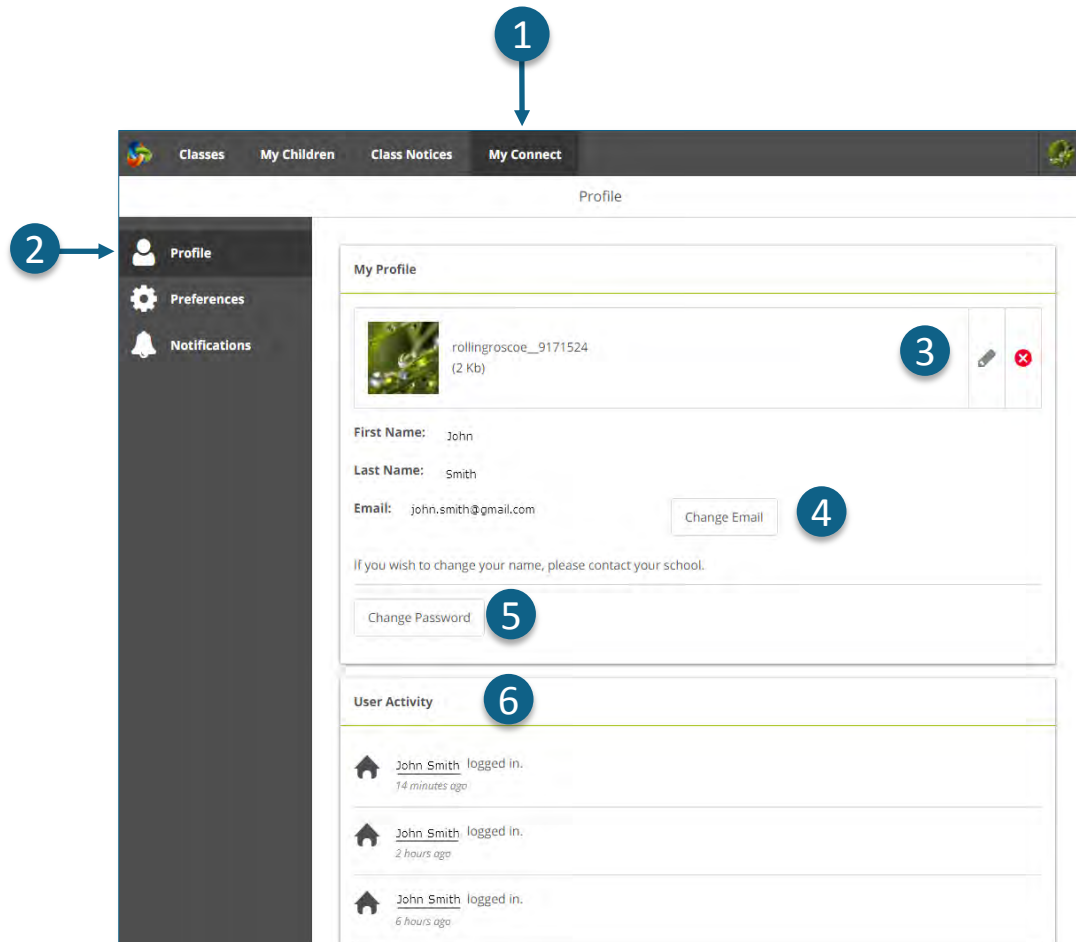 1
Classes My Children Class Notices My Connect
Profile
2
Profile
Preferences
Notifications
My Profile
rollingroscoe__9171524
(2 Kb)
3
First Name: John
Last Name: Smith
Email: john.smith@gmail.com Change Email 4
If you wish to change your name, please contact your school.
Change Password 5
User Activity 6
John Smith logged in.
14 minutes ago
John Smith logged in.
2 hours ago
John Smith logged in.
6 hours ago